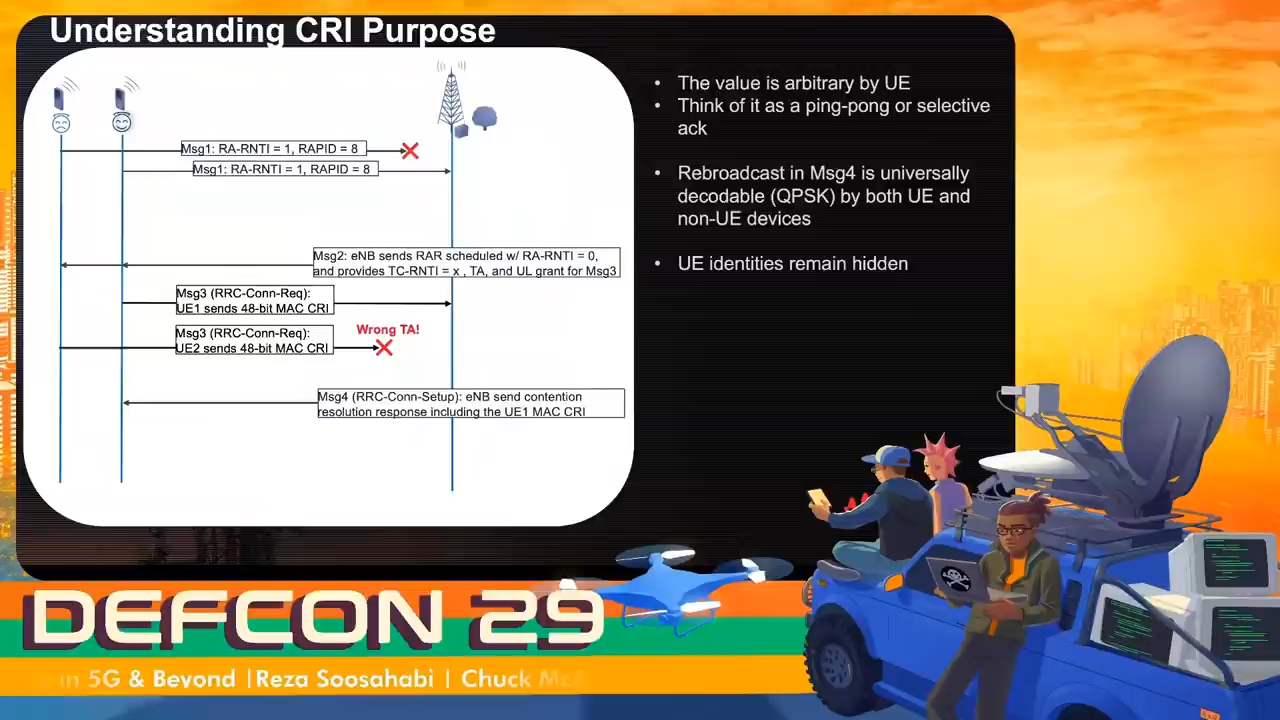 Understanding CRI Purpose
Msg1: RA-RNTI = 1, RAPID = 8
Msg1: RA-RNTI = 1, RAPID = 8
Msg2: eNB sends RAR scheduled w/ RA-RNTI = 0,
and provides TC-RNTI = x , TA, and UL grant for Msg3
Msg3 (RRC-Conn-Req):
UE1 sends 48-bit MAC CRI
Msg3 (RRC-Conn-Req):
UE2 sends 48-bit MAC CRI
Wrong TA!
Msg4 (RRC-Conn-Setup): eNB send contention
resolution response including the UE1 MAC CRI
• The value is arbitrary by UE
• Think of it as a ping-pong or selective
ack
• Rebroadcast in Msg4 is universally
decodable (QPSK) by both UE and
non-UE devices
• UE identities remain hidden
DEFCON 29
in 5G & Beyond | Reza Soosahabi | Chuck